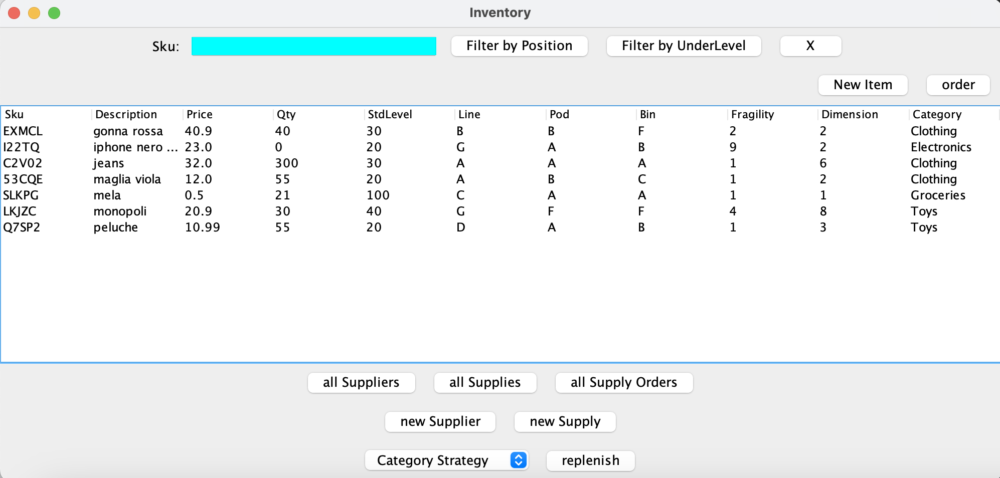 Inventory
Sku: Filter by Position Filter by UnderLevel X
New Item order
Sku Description Price Qty StdLevel Line Pod Bin Fragility Dimension Category
EXMCL gonna rossa 40.9 40 30 B B F 2 2 Clothing
I22TQ iphone nero ... 23.0 0 20 G A B 9 2 Electronics
C2V02 jeans 32.0 300 30 A A A 1 6 Clothing
53CQE maglia viola 12.0 55 20 A B C 1 2 Clothing
SLKPG mela 0.5 21 100 C A A 1 1 Groceries
LKJZC monopoli 20.9 30 40 G F F 4 8 Toys
Q7SP2 peluche 10.99 55 20 D A B 1 3 Toys
all Suppliers all Supplies all Supply Orders
new Supplier new Supply
Category Strategy replenish